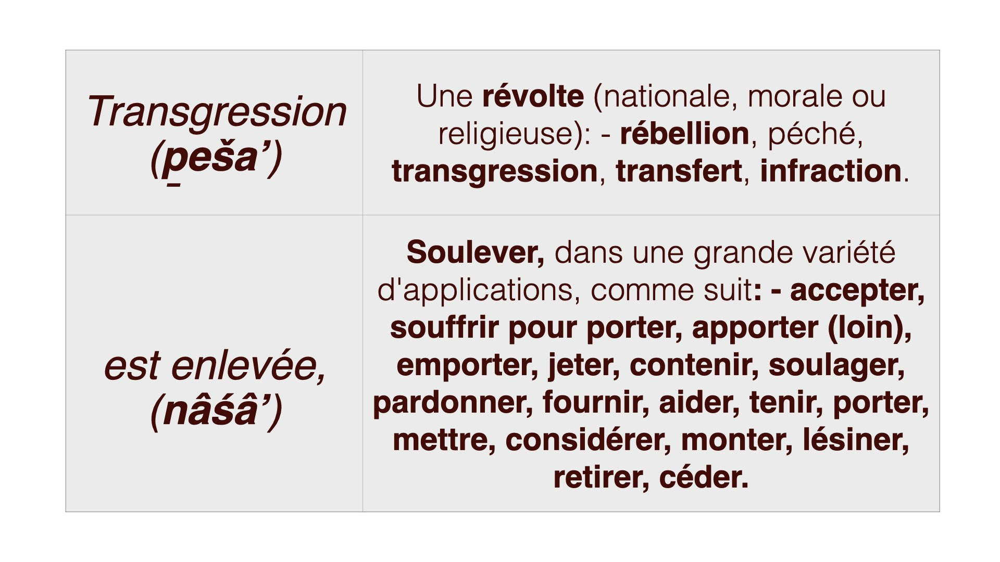 Transgression
(p̱eša’)
Une révolte (nationale, morale ou
religieuse): - rébellion, péché,
transgression, transfert, infraction.
est enlevée,
(nâśâ’)
Soulever, dans une grande variété
d'applications, comme suit: - accepter,
souffrir pour porter, apporter (loin),
emporter, jeter, contenir, soulager,
pardonner, fournir, aider, tenir, porter,
mettre, considérer, monter, lésiner,
retirer, céder.